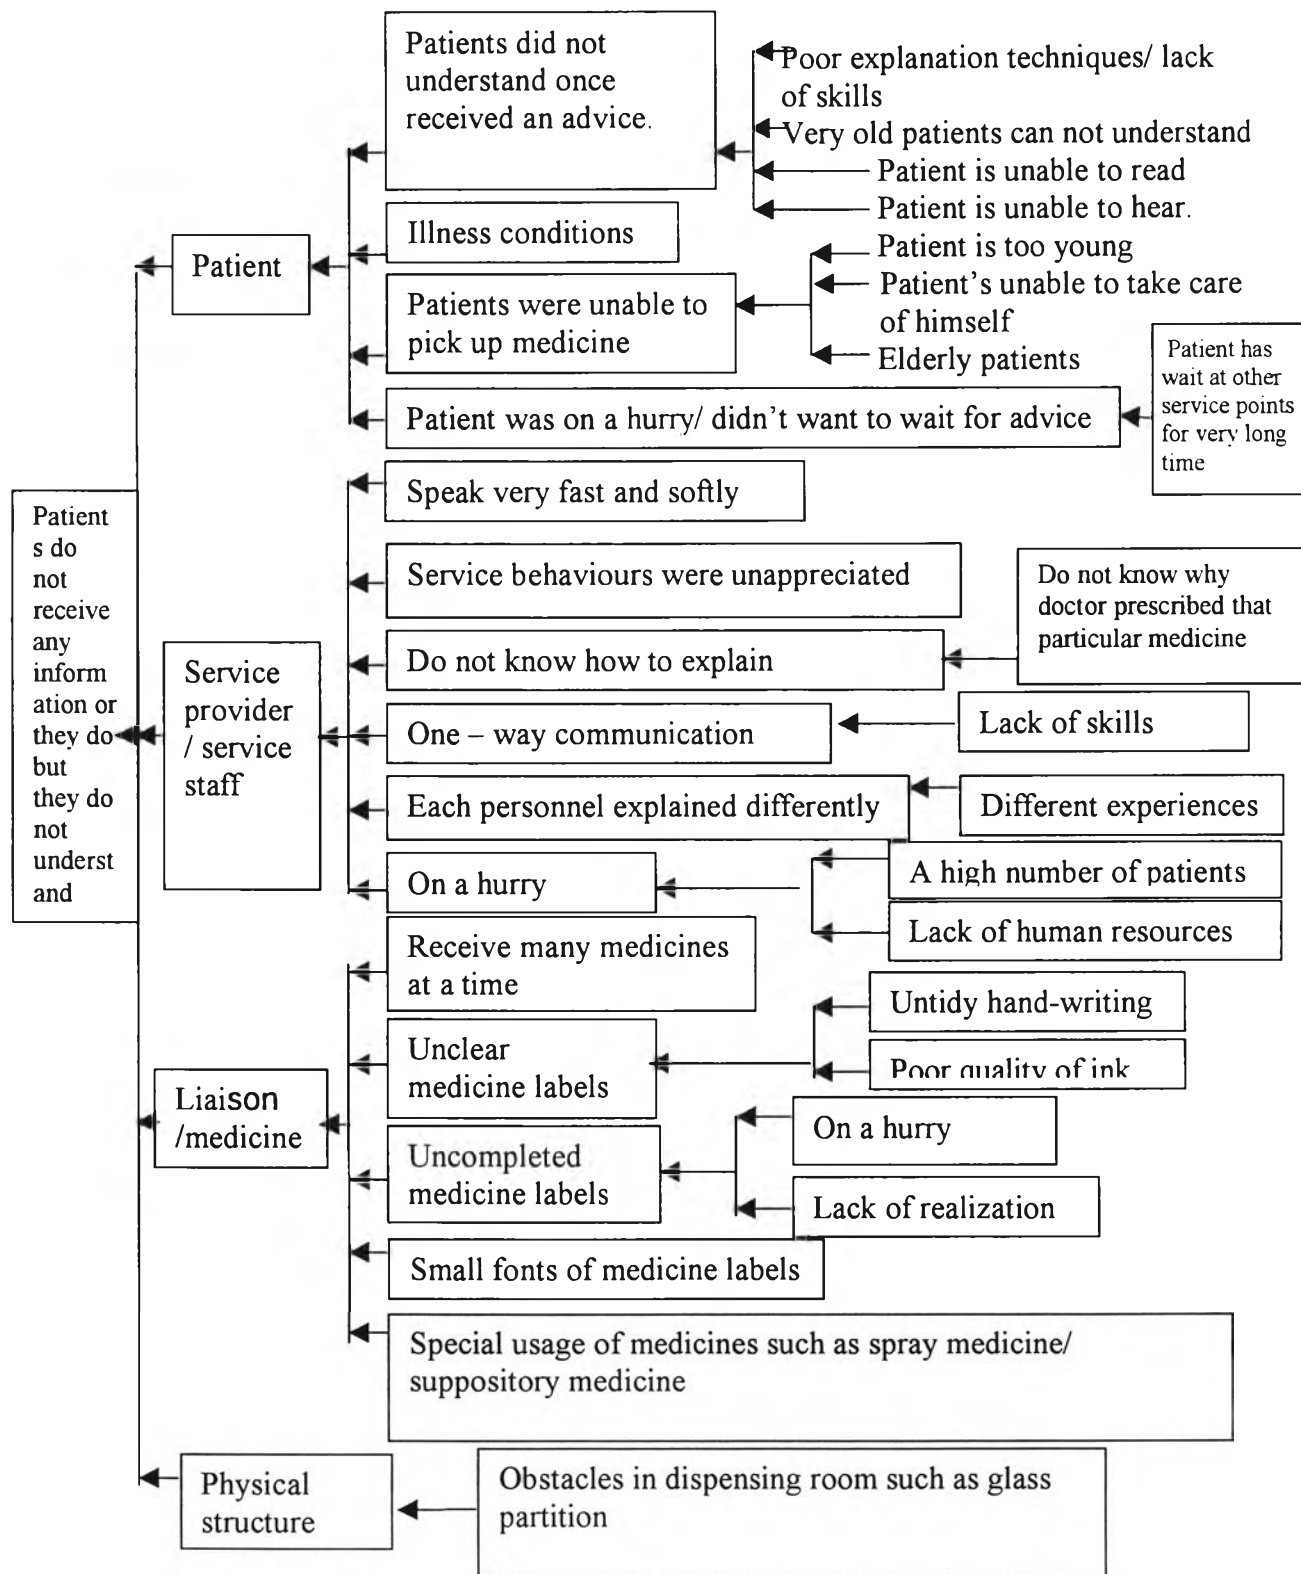 Patients did not
understand once
received an advice.
Poor explanation techniques/ lack
of skills
Very old patients can not understand
Patient is unable to read
Patient is unable to hear.
Illness conditions
Patient
Patients were unable to
pick up medicine
Patient is too young
Patient's unable to take care
of himself
Elderly patients
Patient was on a hurry/ didn't want to wait for advice
Patient has
wait at other
service points
for very long
time
Patient
s do
not
receive
any
inform
ation or
they do
but
they do
not
underst
and
Service
provider
/ service
staff
Speak very fast and softly
Service behaviours were unappreciated
Do not know how to explain
Do not know why
doctor prescribed that
particular medicine
One – way communication
Lack of skills
Each personnel explained differently
Different experiences
On a hurry
A high number of patients
Lack of human resources
Liaison
/medicine
Receive many medicines
at a time
Unclear
medicine labels
Untidy hand-writing
Poor quality of ink
Uncompleted
medicine labels
On a hurry
Lack of realization
Small fonts of medicine labels
Special usage of medicines such as spray medicine/
suppository medicine
Physical
structure
Obstacles in dispensing room such as glass
partition